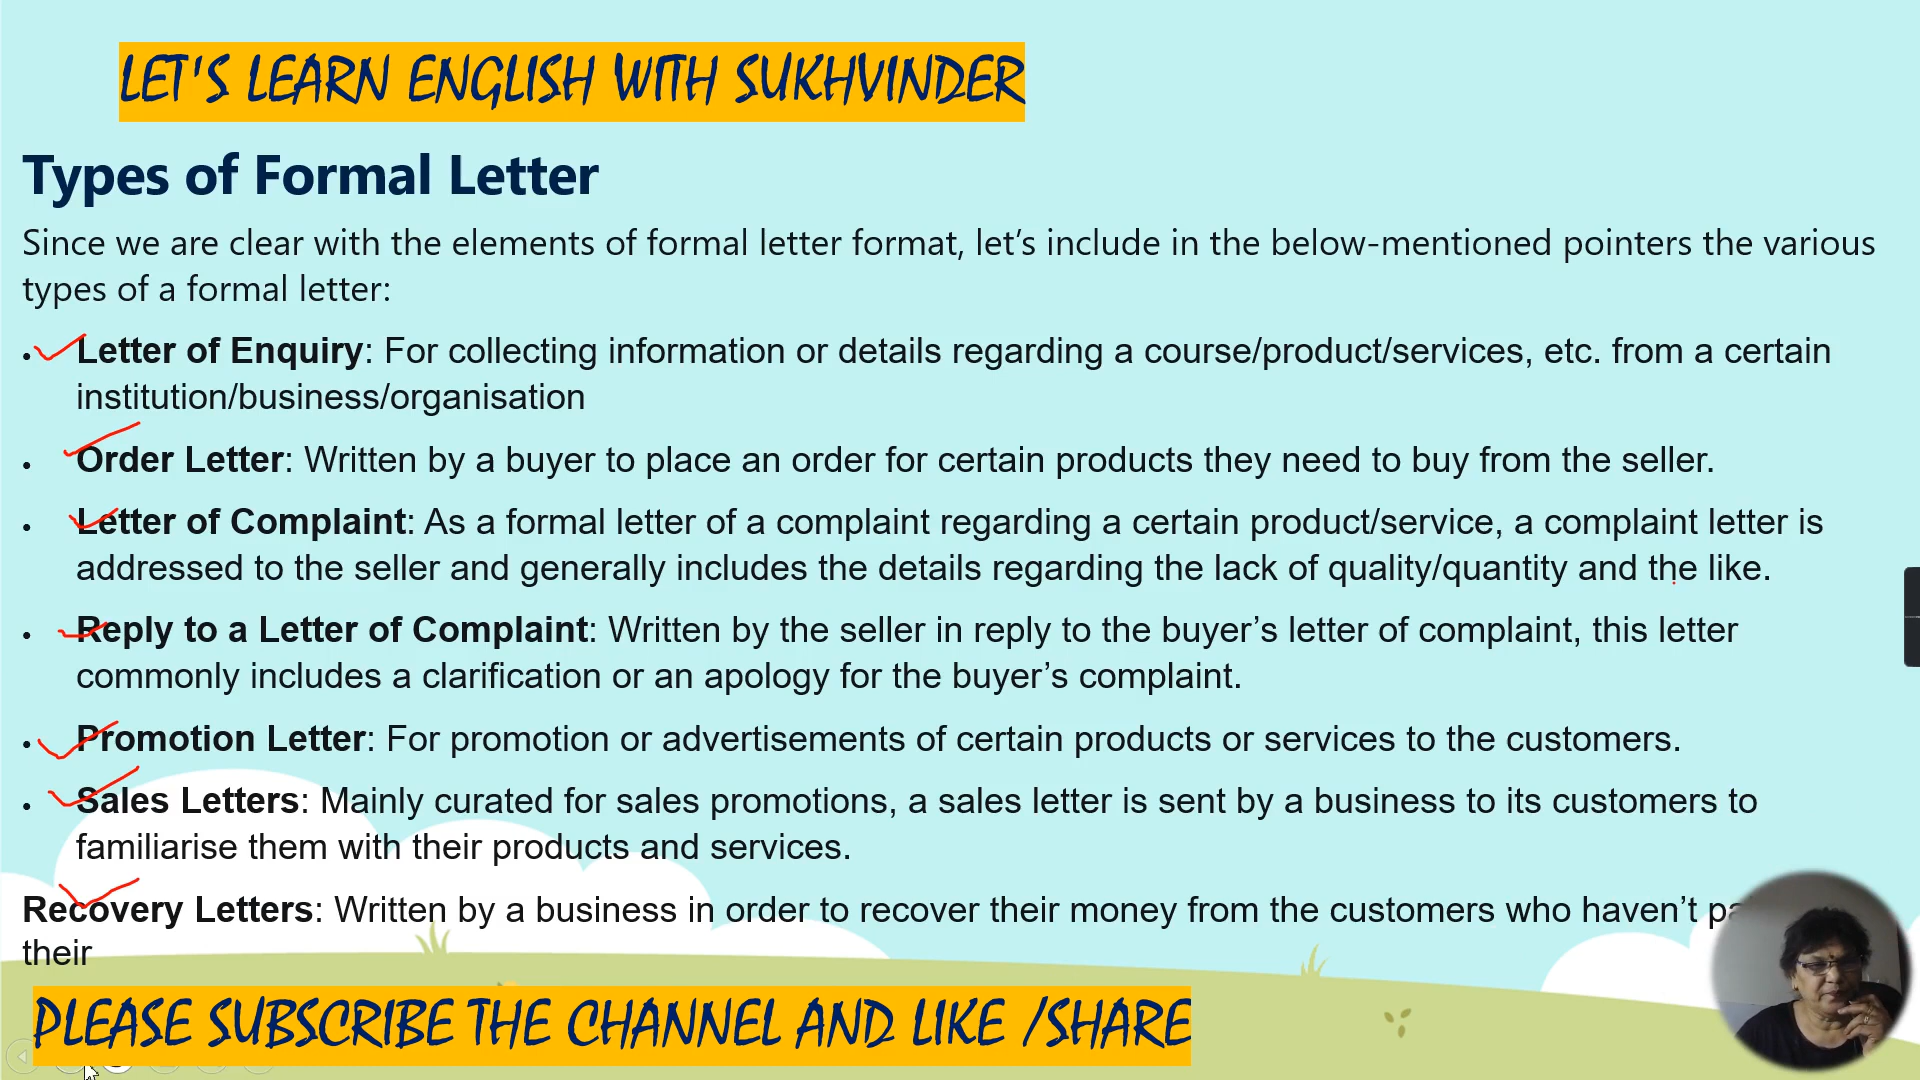 LET'S LEARN ENGLISH WITH SUKHVINDER
Types of Formal Letter
Since we are clear with the elements of formal letter format, let’s include in the below-mentioned pointers the various
types of a formal letter:
• Letter of Enquiry: For collecting information or details regarding a course/product/services, etc. from a certain
institution/business/organisation
• Order Letter: Written by a buyer to place an order for certain products they need to buy from the seller.
• Letter of Complaint: As a formal letter of a complaint regarding a certain product/service, a complaint letter is
addressed to the seller and generally includes the details regarding the lack of quality/quantity and the like.
• Reply to a Letter of Complaint: Written by the seller in reply to the buyer’s letter of complaint, this letter
commonly includes a clarification or an apology for the buyer’s complaint.
• Promotion Letter: For promotion or advertisements of certain products or services to the customers.
• Sales Letters: Mainly curated for sales promotions, a sales letter is sent by a business to its customers to
familiarise them with their products and services.
Recovery Letters: Written by a business in order to recover their money from the customers who haven’t
their
PLEASE SUBSCRIBE THE CHANNEL AND LIKE /SHARE